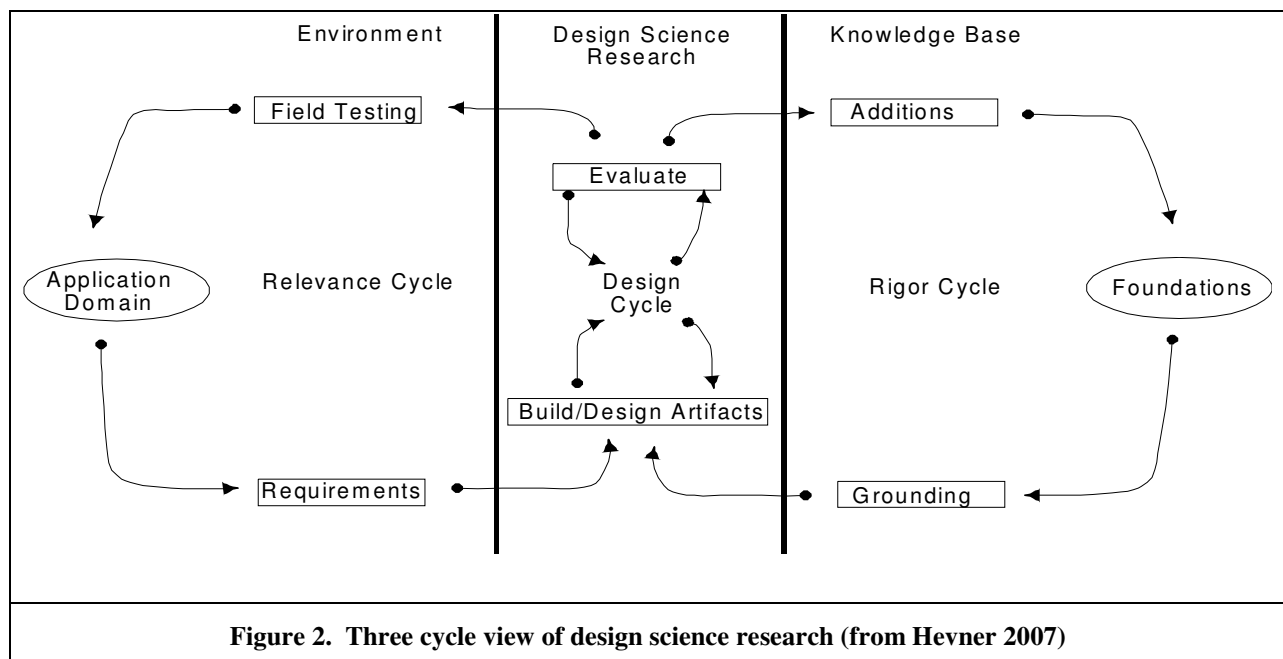 Environment
Design Science
Research
Knowledge Base
Field Testing
Additions
Evaluate
Application
Domain
Relevance Cycle
Design
Cycle
Rigor Cycle
Foundations
Build/Design Artifacts
Requirements
Grounding
Figure 2. Three cycle view of design science research (from Hevner 2007)